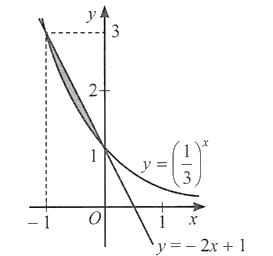 y
3
2
1
y = (1/3)^x
-1
O
1
x
y = -2x + 1